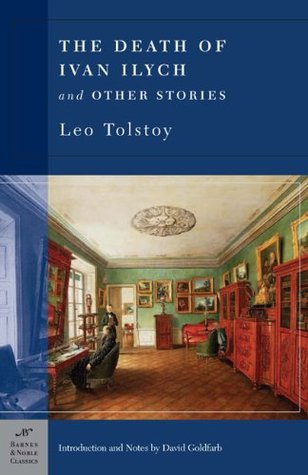 THE DEATH OF
IVAN ILYCH
and OTHER STORIES
Leo Tolstoy
BARNES
& NOBLE
CLASSICS
Introduction and Notes by David Goldfarb